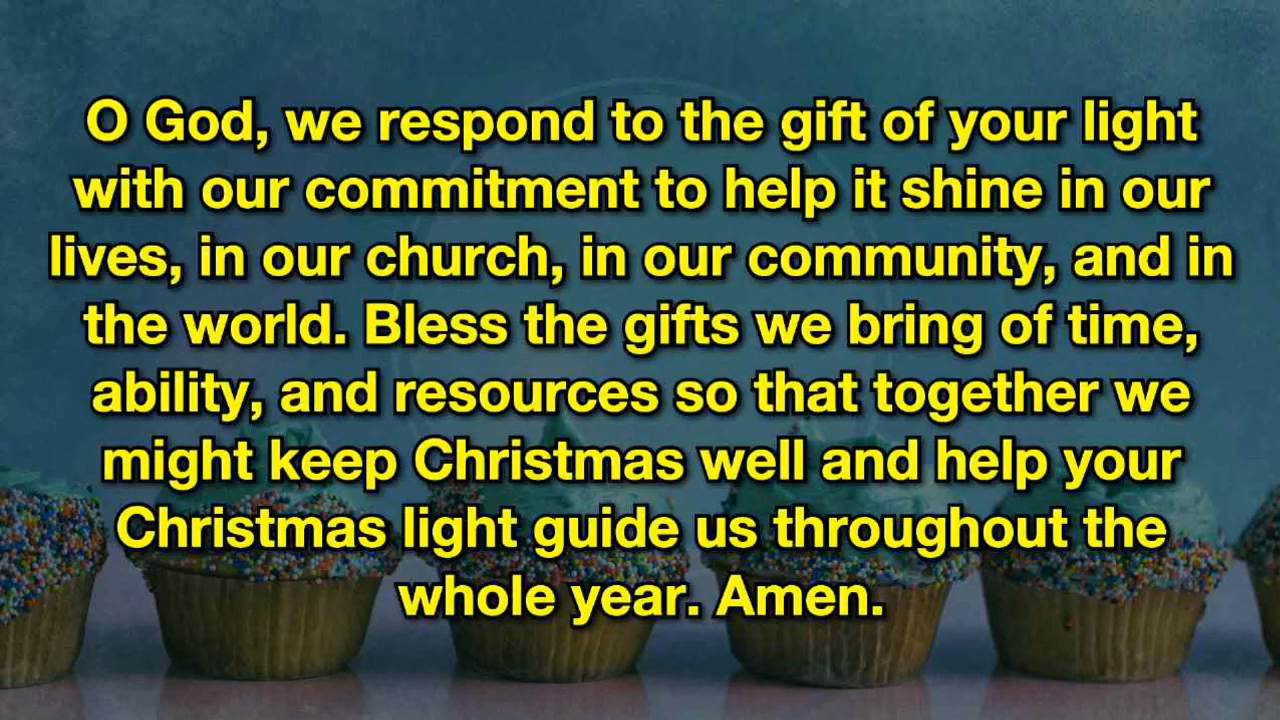 O God, we respond to the gift of your light
with our commitment to help it shine in our
lives, in our church, in our community, and in
the world. Bless the gifts we bring of time,
ability, and resources so that together we
might keep Christmas well and help your
Christmas light guide us throughout the
whole year. Amen.